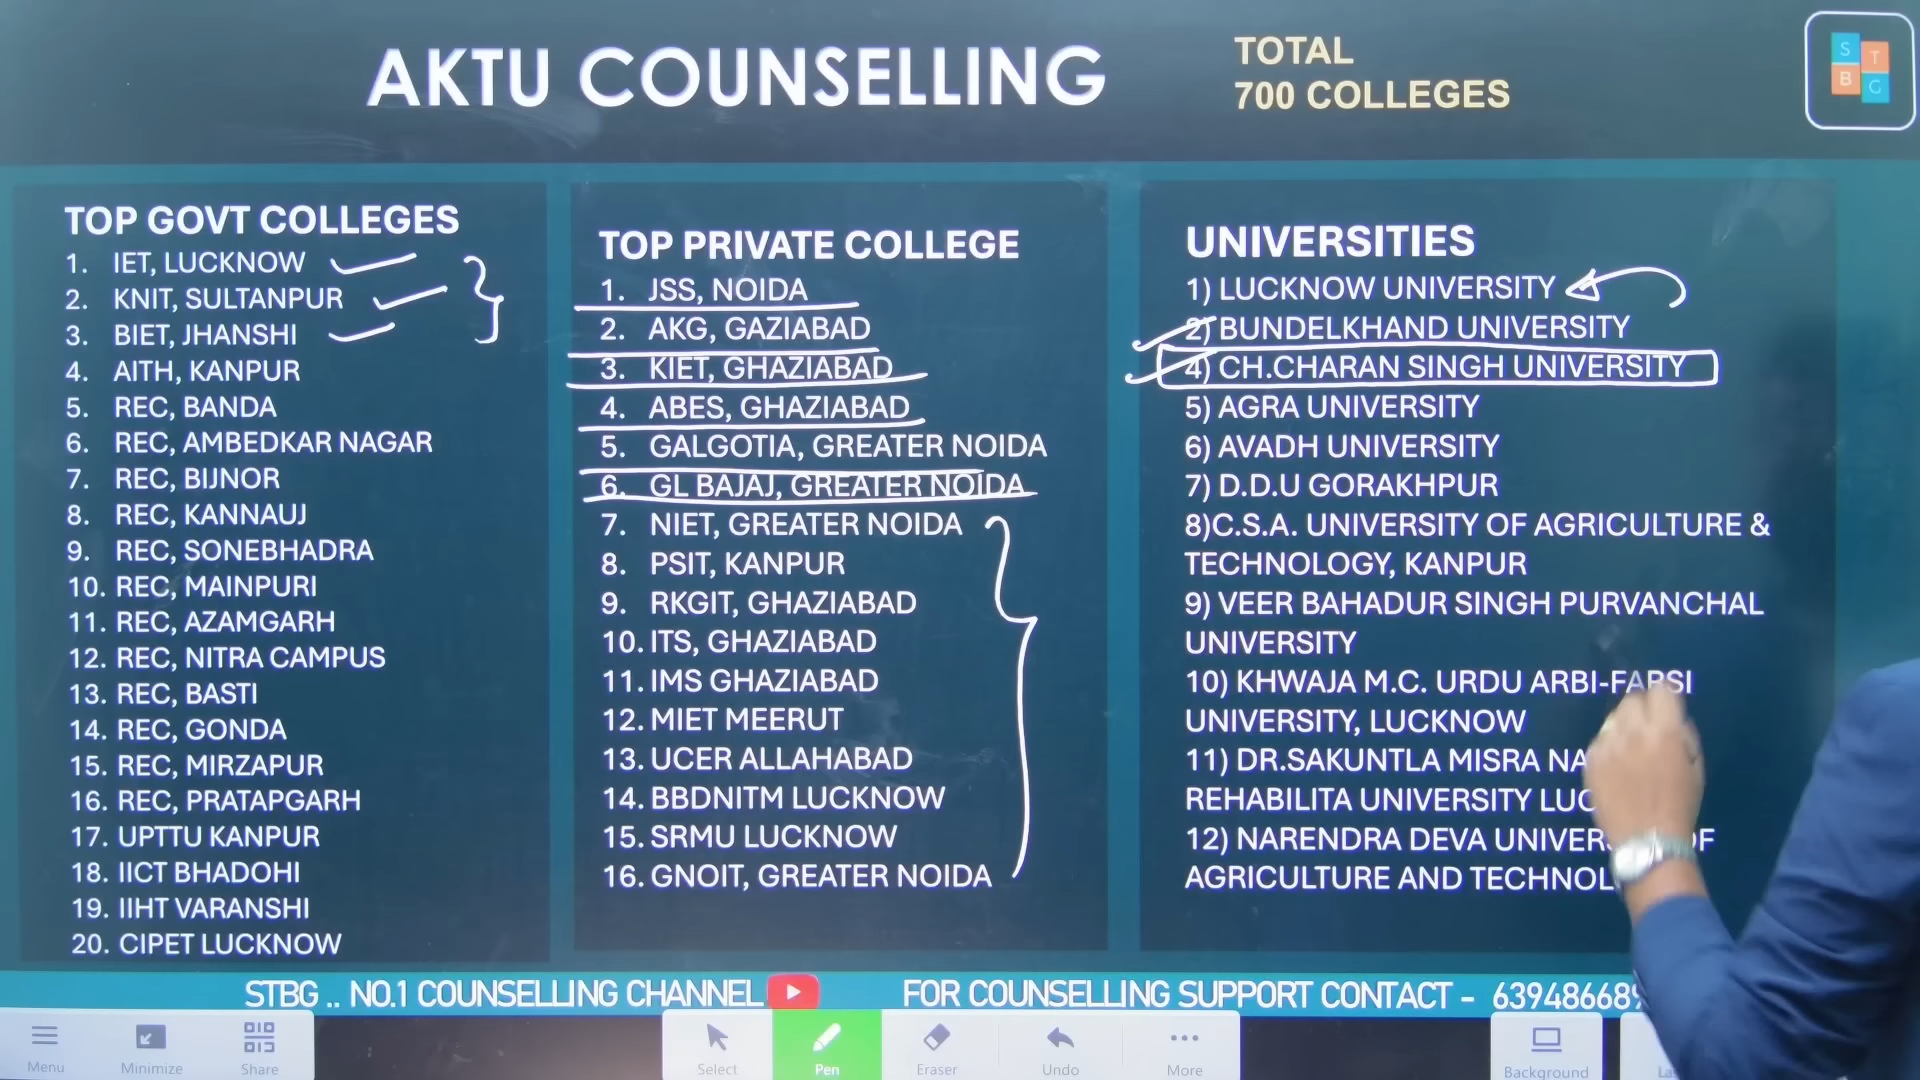 AKTU COUNSELLING
TOTAL
700 COLLEGES
S
T
B
G
TOP GOVT COLLEGES
1. IET, LUCKNOW
2. KNIT, SULTANPUR
3. BIET, JHANSHI
4. AITH, KANPUR
5. REC, BANDA
6. REC, AMBEDKAR NAGAR
7. REC, BIJNOR
8. REC, KANNAUJ
9. REC, SONEBHADRA
10. REC, MAINPURI
11. REC, AZAMGARH
12. REC, NITRA CAMPUS
13. REC, BASTI
14. REC, GONDA
15. REC, MIRZAPUR
16. REC, PRATAPGARH
17. UPTTU KANPUR
18. IICT BHADOHI
19. IIHT VARANSHI
20. CIPET LUCKNOW
TOP PRIVATE COLLEGE
1. JSS, NOIDA
2. AKG, GAZIABAD
3. KIET, GHAZIABAD
4. ABES, GHAZIABAD
5. GALGOTIA, GREATER NOIDA
6. GL BAJAJ, GREATER NOIDA
7. NIET, GREATER NOIDA
8. PSIT, KANPUR
9. RKGIT, GHAZIABAD
10. ITS, GHAZIABAD
11. IMS GHAZIABAD
12. MIET MEERUT
13. UCER ALLAHABAD
14. BBDNITM LUCKNOW
15. SRMU LUCKNOW
16. GNOIT, GREATER NOIDA
UNIVERSITIES
1) LUCKNOW UNIVERSITY
2) BUNDELKHAND UNIVERSITY
4) CH.CHARAN SINGH UNIVERSITY
5) AGRA UNIVERSITY
6) AVADH UNIVERSITY
7) D.D.U GORAKHPUR
8)C.S.A. UNIVERSITY OF AGRICULTURE &
TECHNOLOGY, KANPUR
9) VEER BAHADUR SINGH PURVANCHAL
UNIVERSITY
10) KHWAJA M.C. URDU ARBI-FARSI
UNIVERSITY, LUCKNOW
11) DR.SAKUNTLA MISRA
REHABILITA UNIVERSITY
12) NARENDRA DEVA OF
AGRICULTURE AND
STBG .. NO.1 COUNSELLING CHANNEL
FOR COUNSELLING SUPPORT CONTACT -
Menu
Minimize
Share
Select
Pen
Eraser
Undo
More
Background